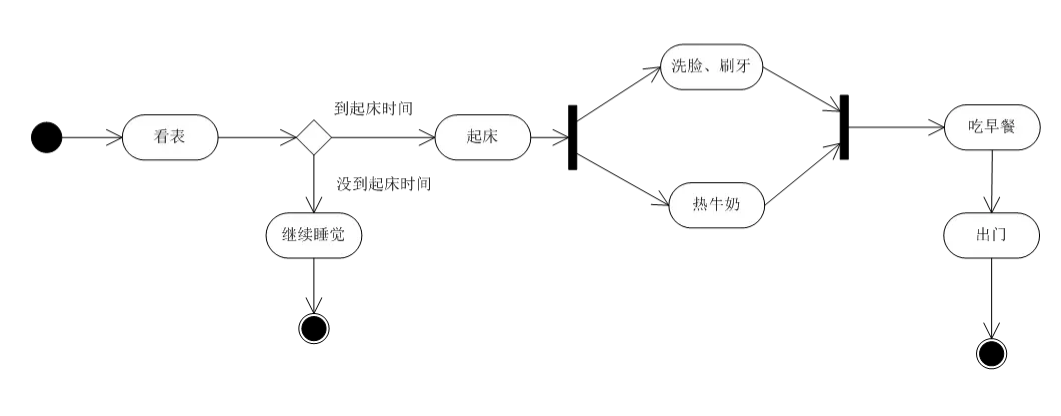 看表
到起床时间
没到起床时间
继续睡觉
起床
洗脸、刷牙
热牛奶
吃早餐
出门